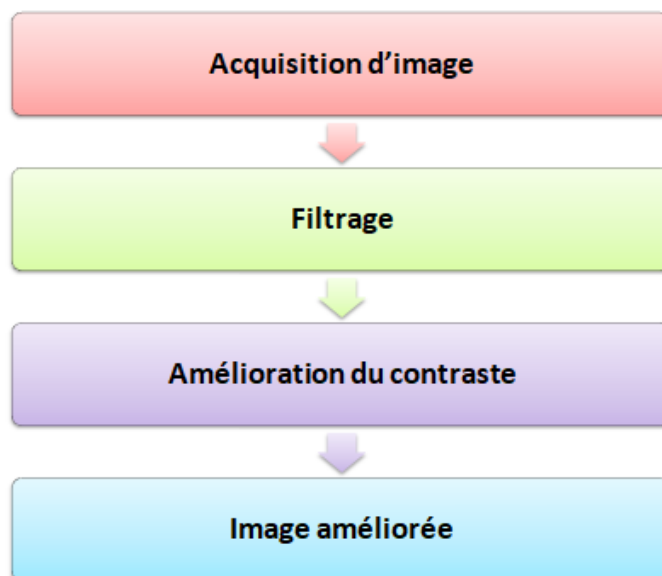 Acquisition d’image
Filtrage
Amélioration du contraste
Image améliorée